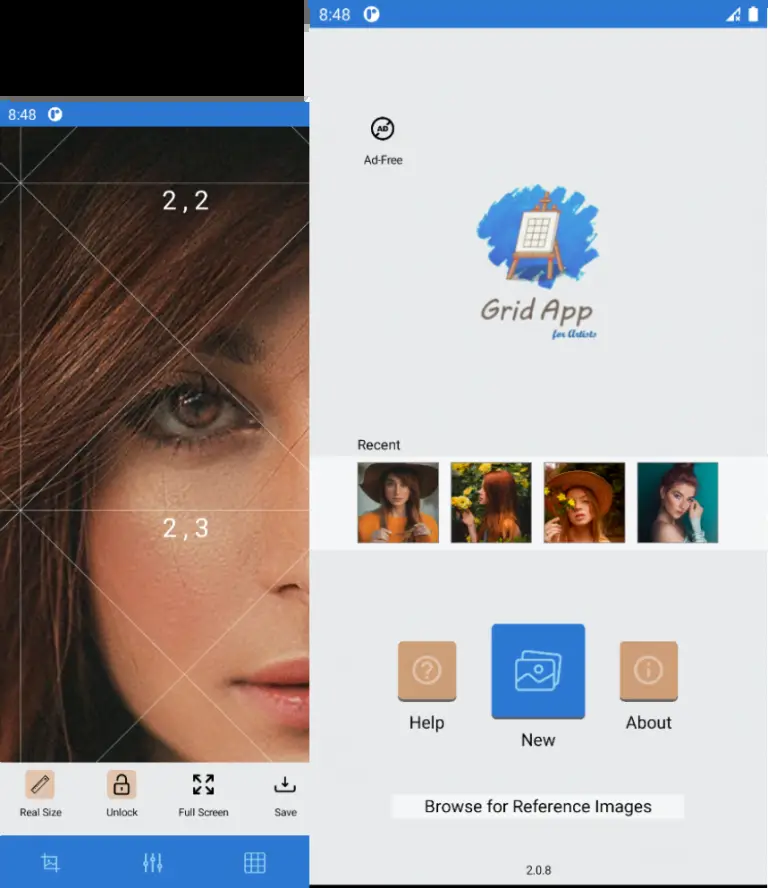 8:48
2,2
2,3
Real Size
Unlock
Full Screen
Save
8:48
AD
Ad-Free
Grid App
for Artists
Recent
Help
New
About
Browse for Reference Images
2.0.8